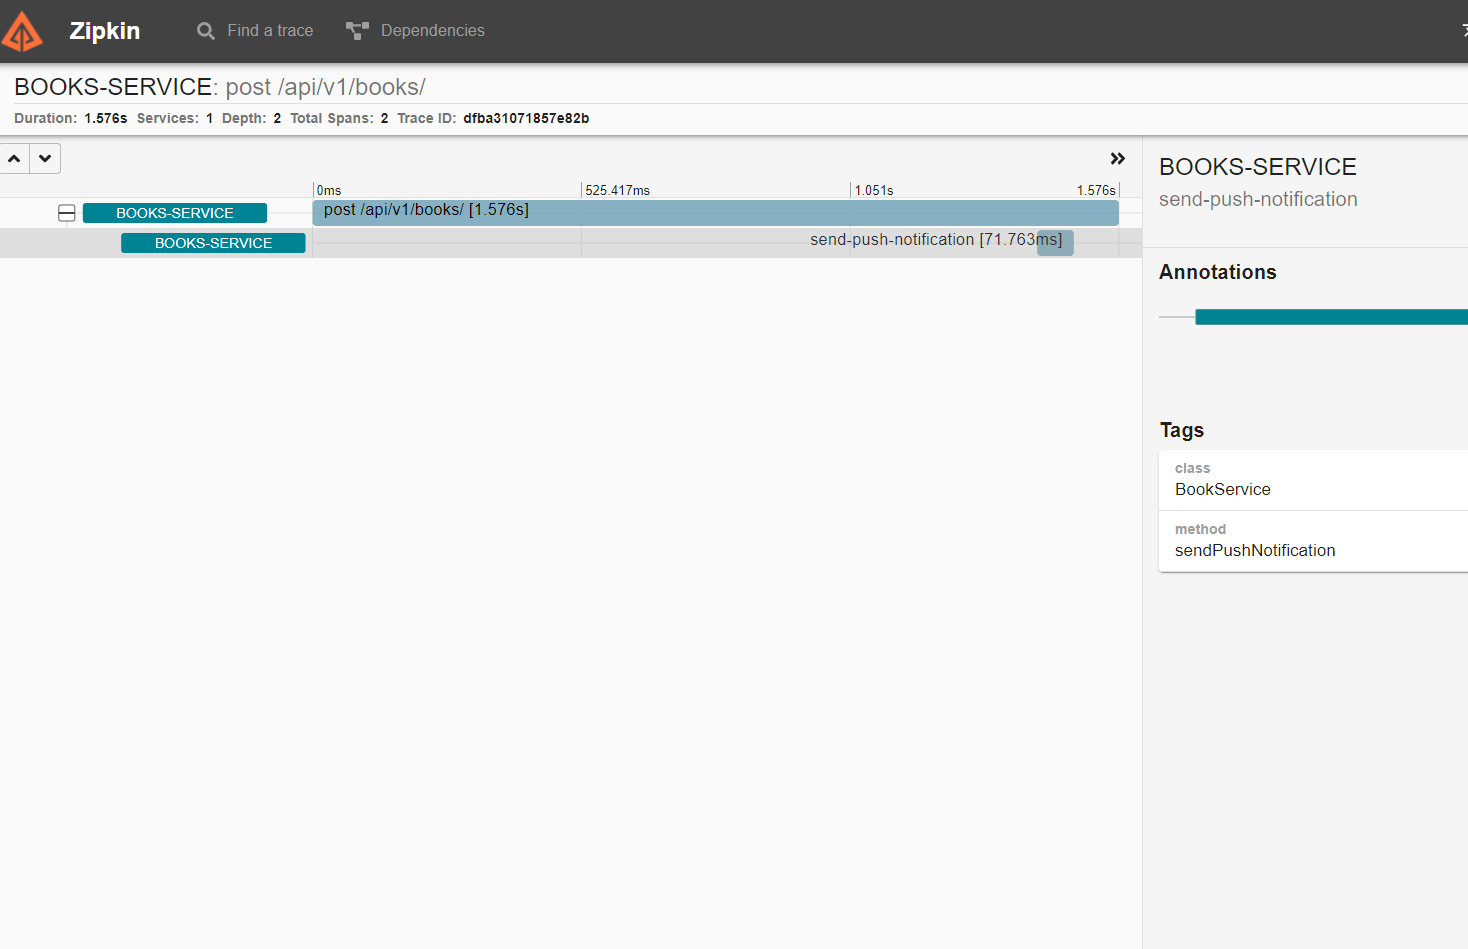 Zipkin Find a trace Dependencies
BOOKS-SERVICE: post /api/v1/books/
Duration: 1.576s Services: 1 Depth: 2 Total Spans: 2 Trace ID: dfba31071857e82b
0ms 525.417ms 1.051s 1.576s
BOOKS-SERVICE post /api/v1/books/ [1.576s]
BOOKS-SERVICE send-push-notification [71.763ms]
BOOKS-SERVICE
send-push-notification
Annotations
Tags
class
BookService
method
sendPushNotification